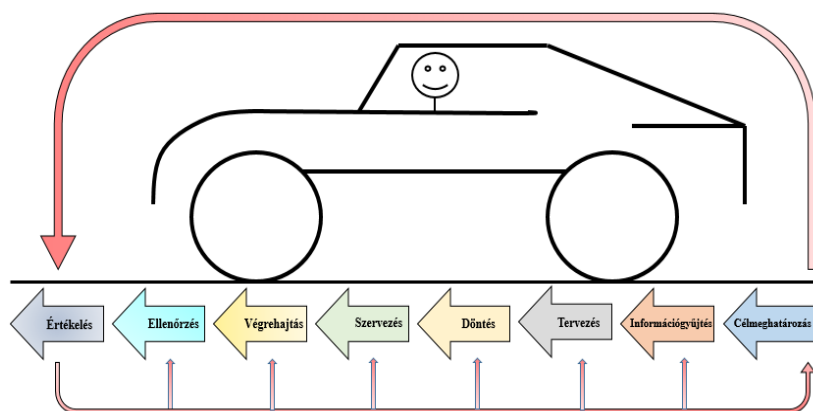 Értékelés
Ellenőrzés
Végrehajtás
Szervezés
Döntés
Tervezés
Információgyűjtés
Célmeghatározás